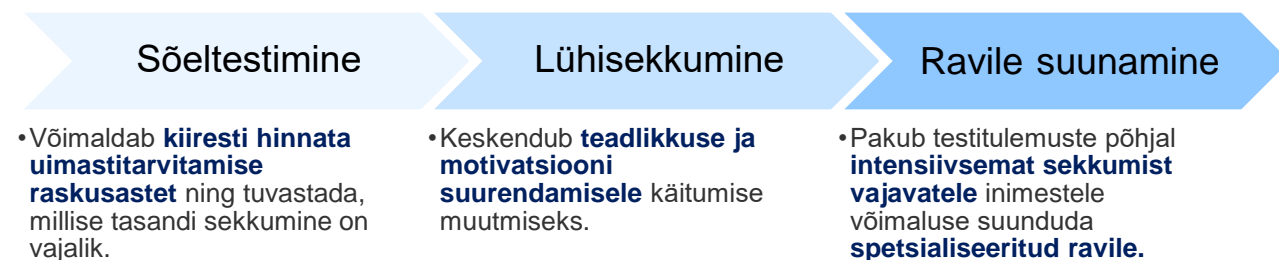 Sõeltestimine
•Võimaldab kiiresti hinnata
uimastitarvitamise
raskusastet ning tuvastada,
millise tasandi sekkumine on
vajalik.
Lühisekkumine
•Keskendub teadlikkuse ja
motivatsiooni
suurendamisele käitumise
muutmiseks.
Ravile suunamine
•Pakub testitulemuste põhjal
intensiivsemat sekkumist
vajavatele inimestele
võimaluse suunduda
spetsialiseeritud ravile.